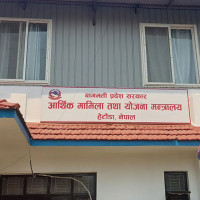 बागमती प्रदेश सरकार
आर्थिक मामिला तथा योजना मन्त्रालय
हेटौंडा, नेपाल